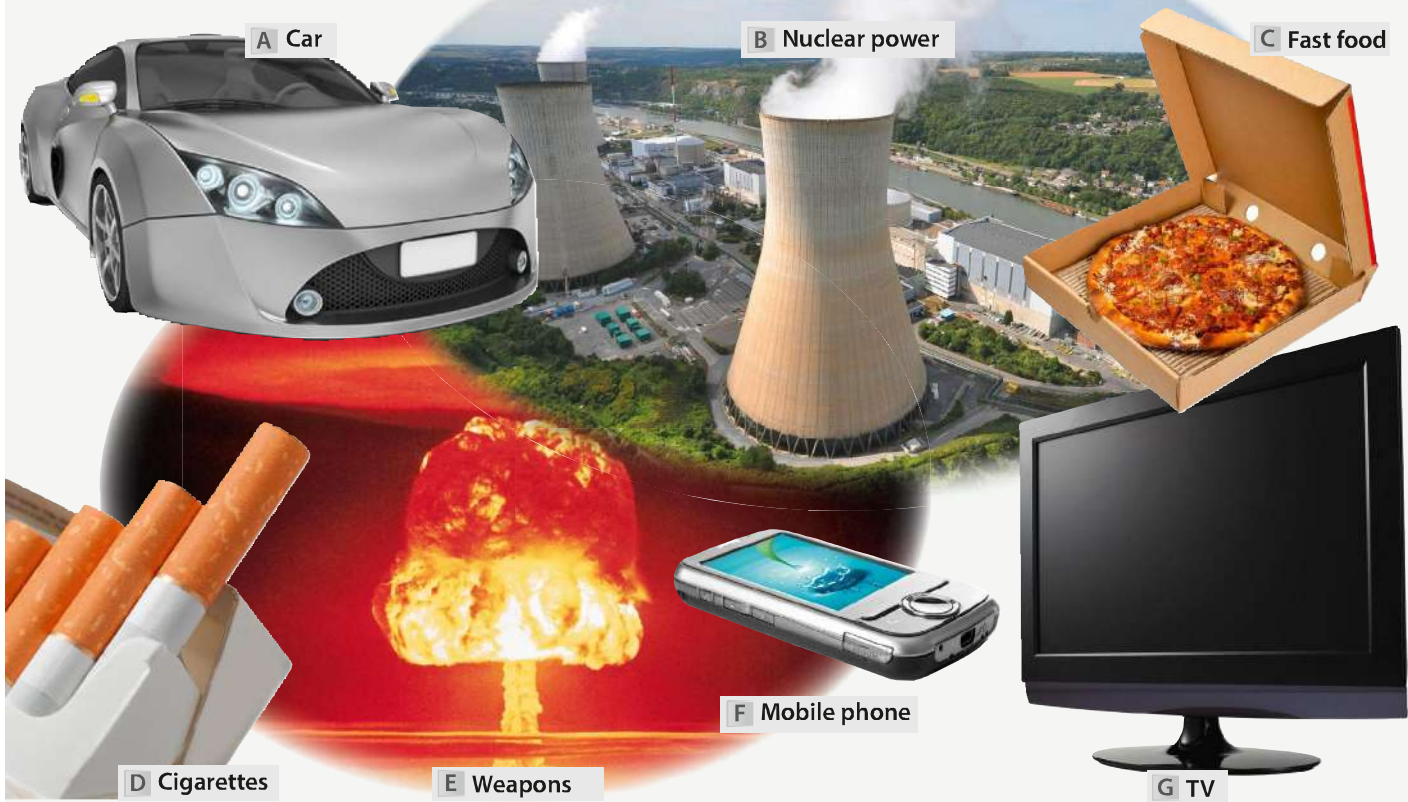 A Car
B Nuclear power
C Fast food
D Cigarettes
E Weapons
F Mobile phone
G TV